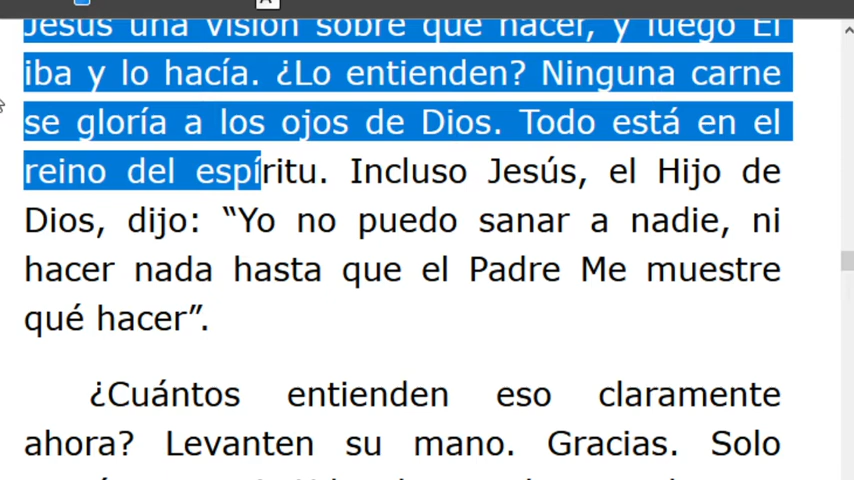 Jesús una visión sobre qué hacer, y luego Él
iba y lo hacía. ¿Lo entienden? Ninguna carne
se gloría a los ojos de Dios. Todo está en el
reino del espíritu. Incluso Jesús, el Hijo de
Dios, dijo: “Yo no puedo sanar a nadie, ni
hacer nada hasta que el Padre Me muestre
qué hacer”.
¿Cuántos entienden eso claramente
ahora? Levanten su mano. Gracias. Solo